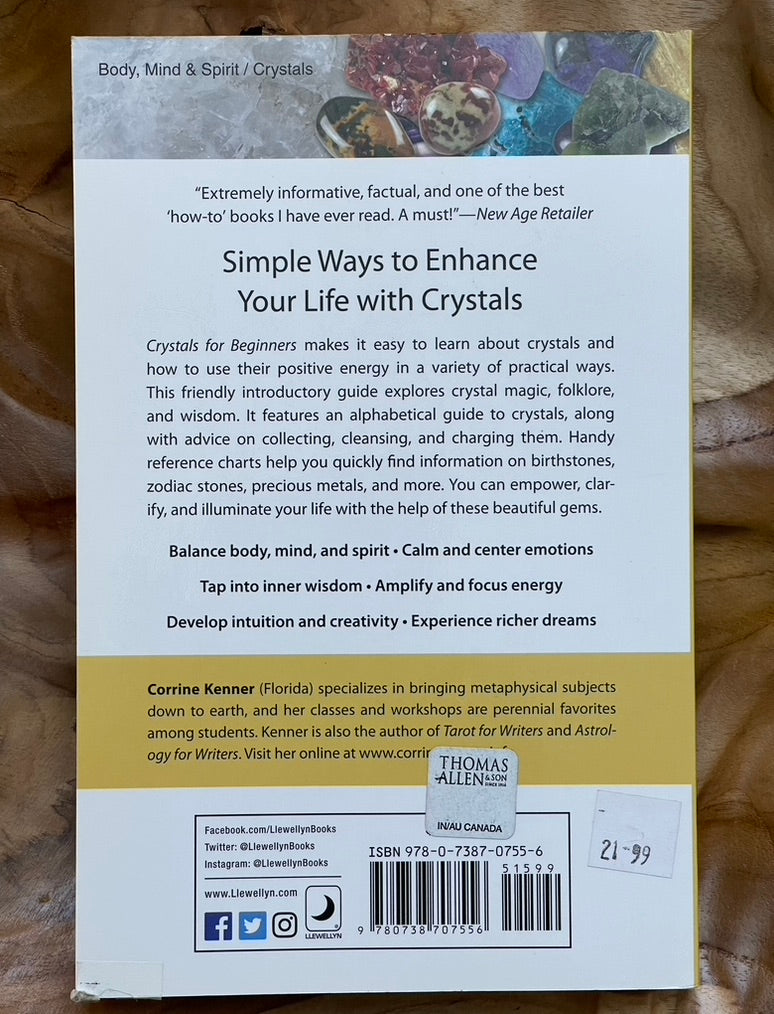 Body, Mind & Spirit / Crystals
“Extremely informative, factual, and one of the best
‘how-to’ books I have ever read. A must!”—New Age Retailer
Simple Ways to Enhance
Your Life with Crystals
Crystals for Beginners makes it easy to learn about crystals and
how to use their positive energy in a variety of practical ways.
This friendly introductory guide explores crystal magic, folklore,
and wisdom. It features an alphabetical guide to crystals, along
with advice on collecting, cleansing, and charging them. Handy
reference charts help you quickly find information on birthstones,
zodiac stones, precious metals, and more. You can empower, clar-
ify, and illuminate your life with the help of these beautiful gems.
Balance body, mind, and spirit • Calm and center emotions
Tap into inner wisdom • Amplify and focus energy
Develop intuition and creativity • Experience richer dreams
Corrine Kenner (Florida) specializes in bringing metaphysical subjects
down to earth, and her classes and workshops are perennial favorites
among students. Kenner is also the author of Tarot for Writers and Astrol-
ogy for Writers. Visit her online at
THOMAS
ALLEN & SON
SINCE 1916
IN/AU CANADA
Facebook.com/LlewellynBooks
Twitter: @LlewellynBooks
Instagram: @LlewellynBooks
www.Llewellyn.com
LLEWELLYN
ISBN 978-0-7387-0755-6
51599
9 780738 707556
21-99